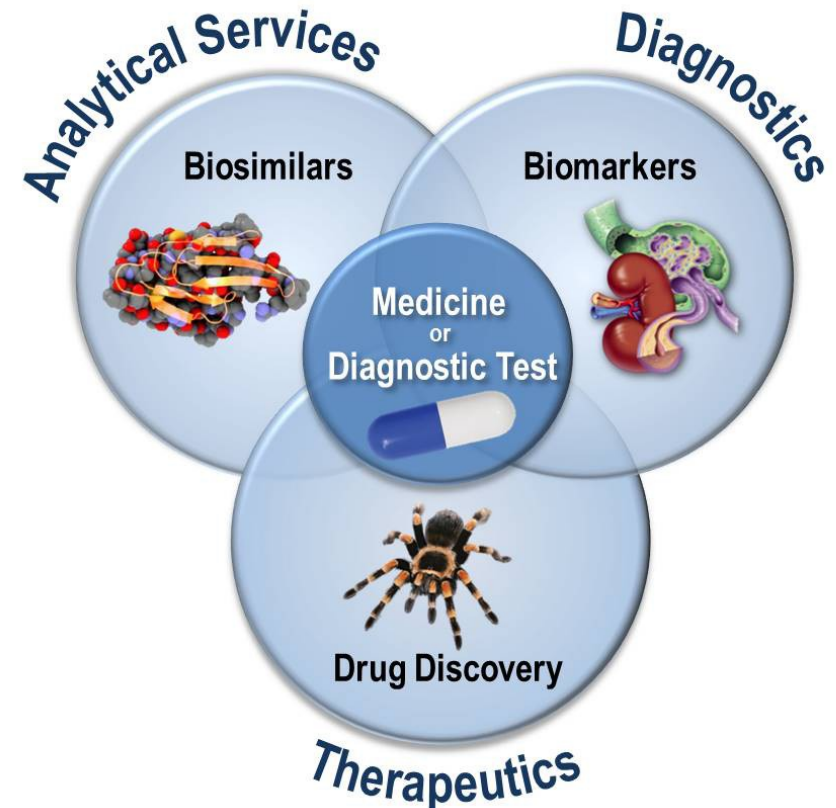 Analytical Services
Diagnostics
Biosimilars
Biomarkers
Medicine
or
Diagnostic Test
Drug Discovery
Therapeutics